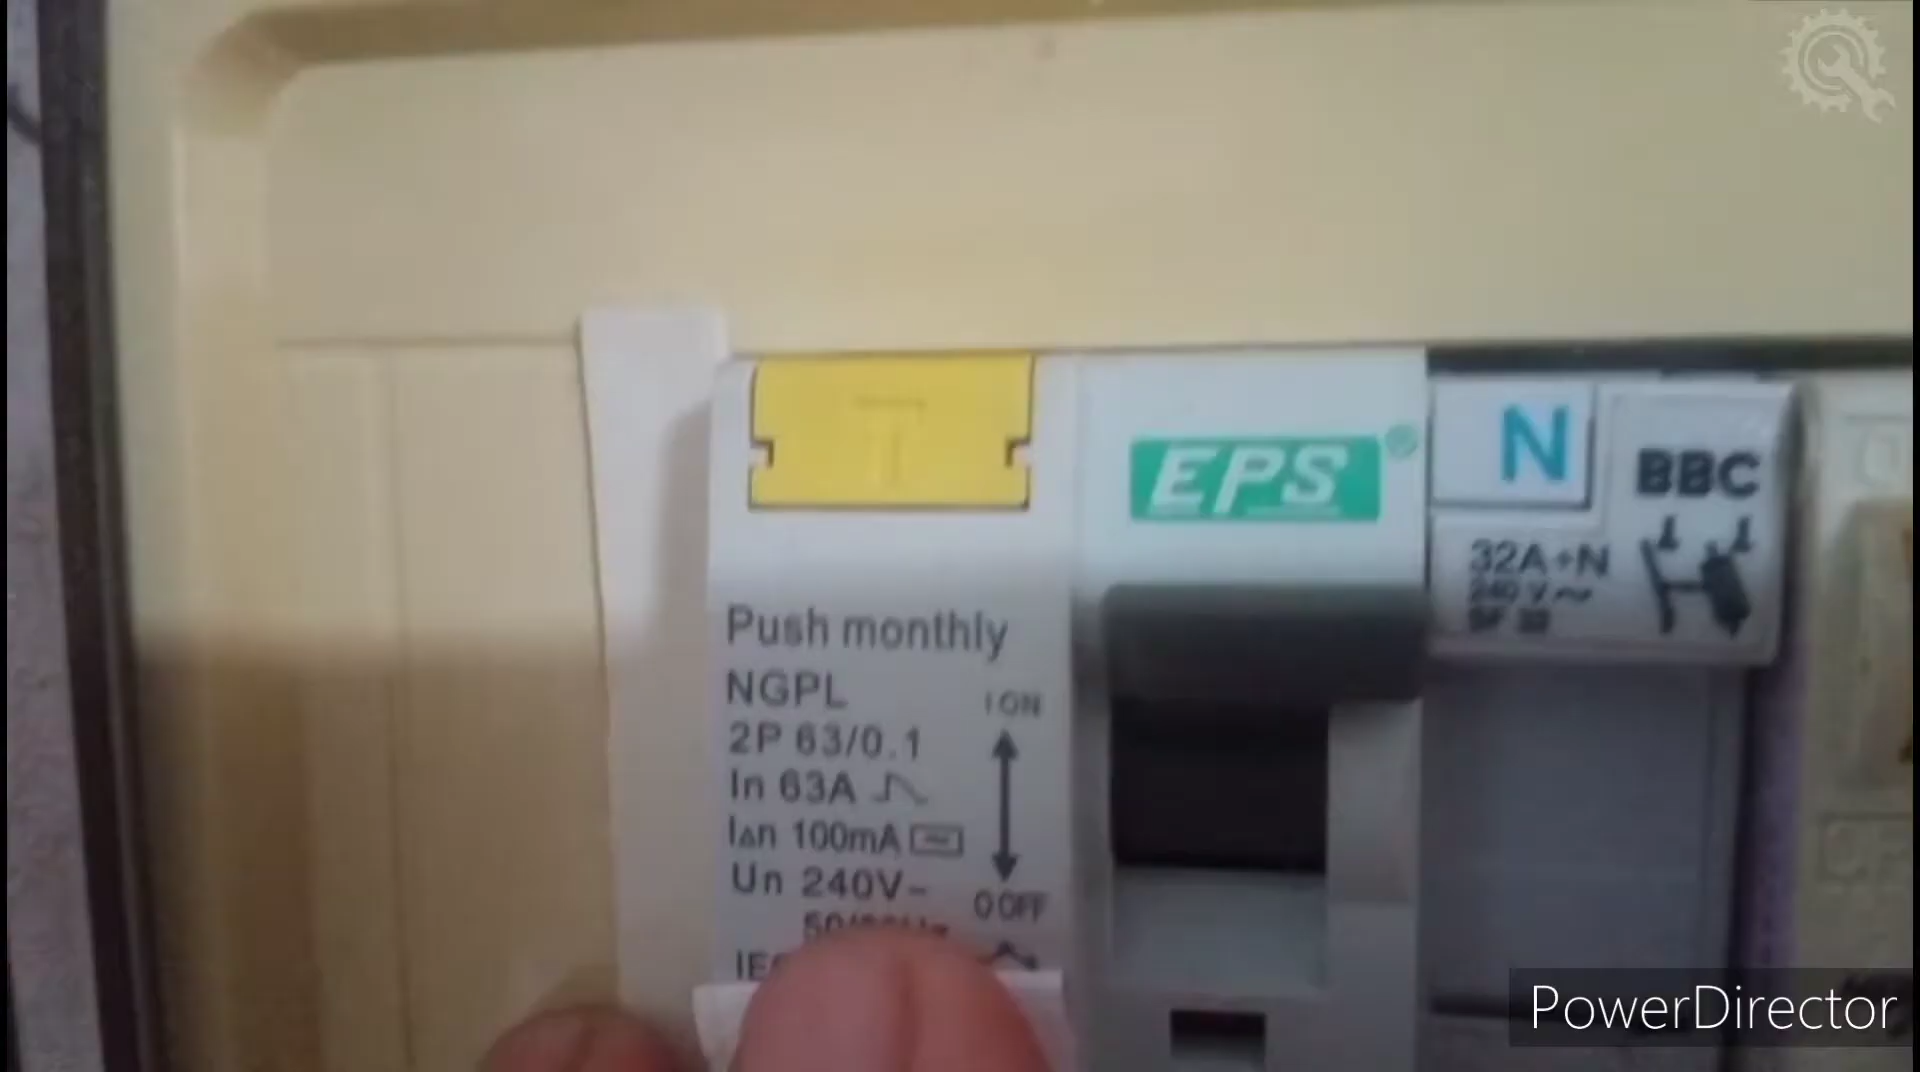 T
EPS®
N
BBC
32A+N
240V~
Push monthly
NGPL
I ON
2P 63/0.1
In 63A
IΔn 100mA
Un 240V~
O OFF
PowerDirector